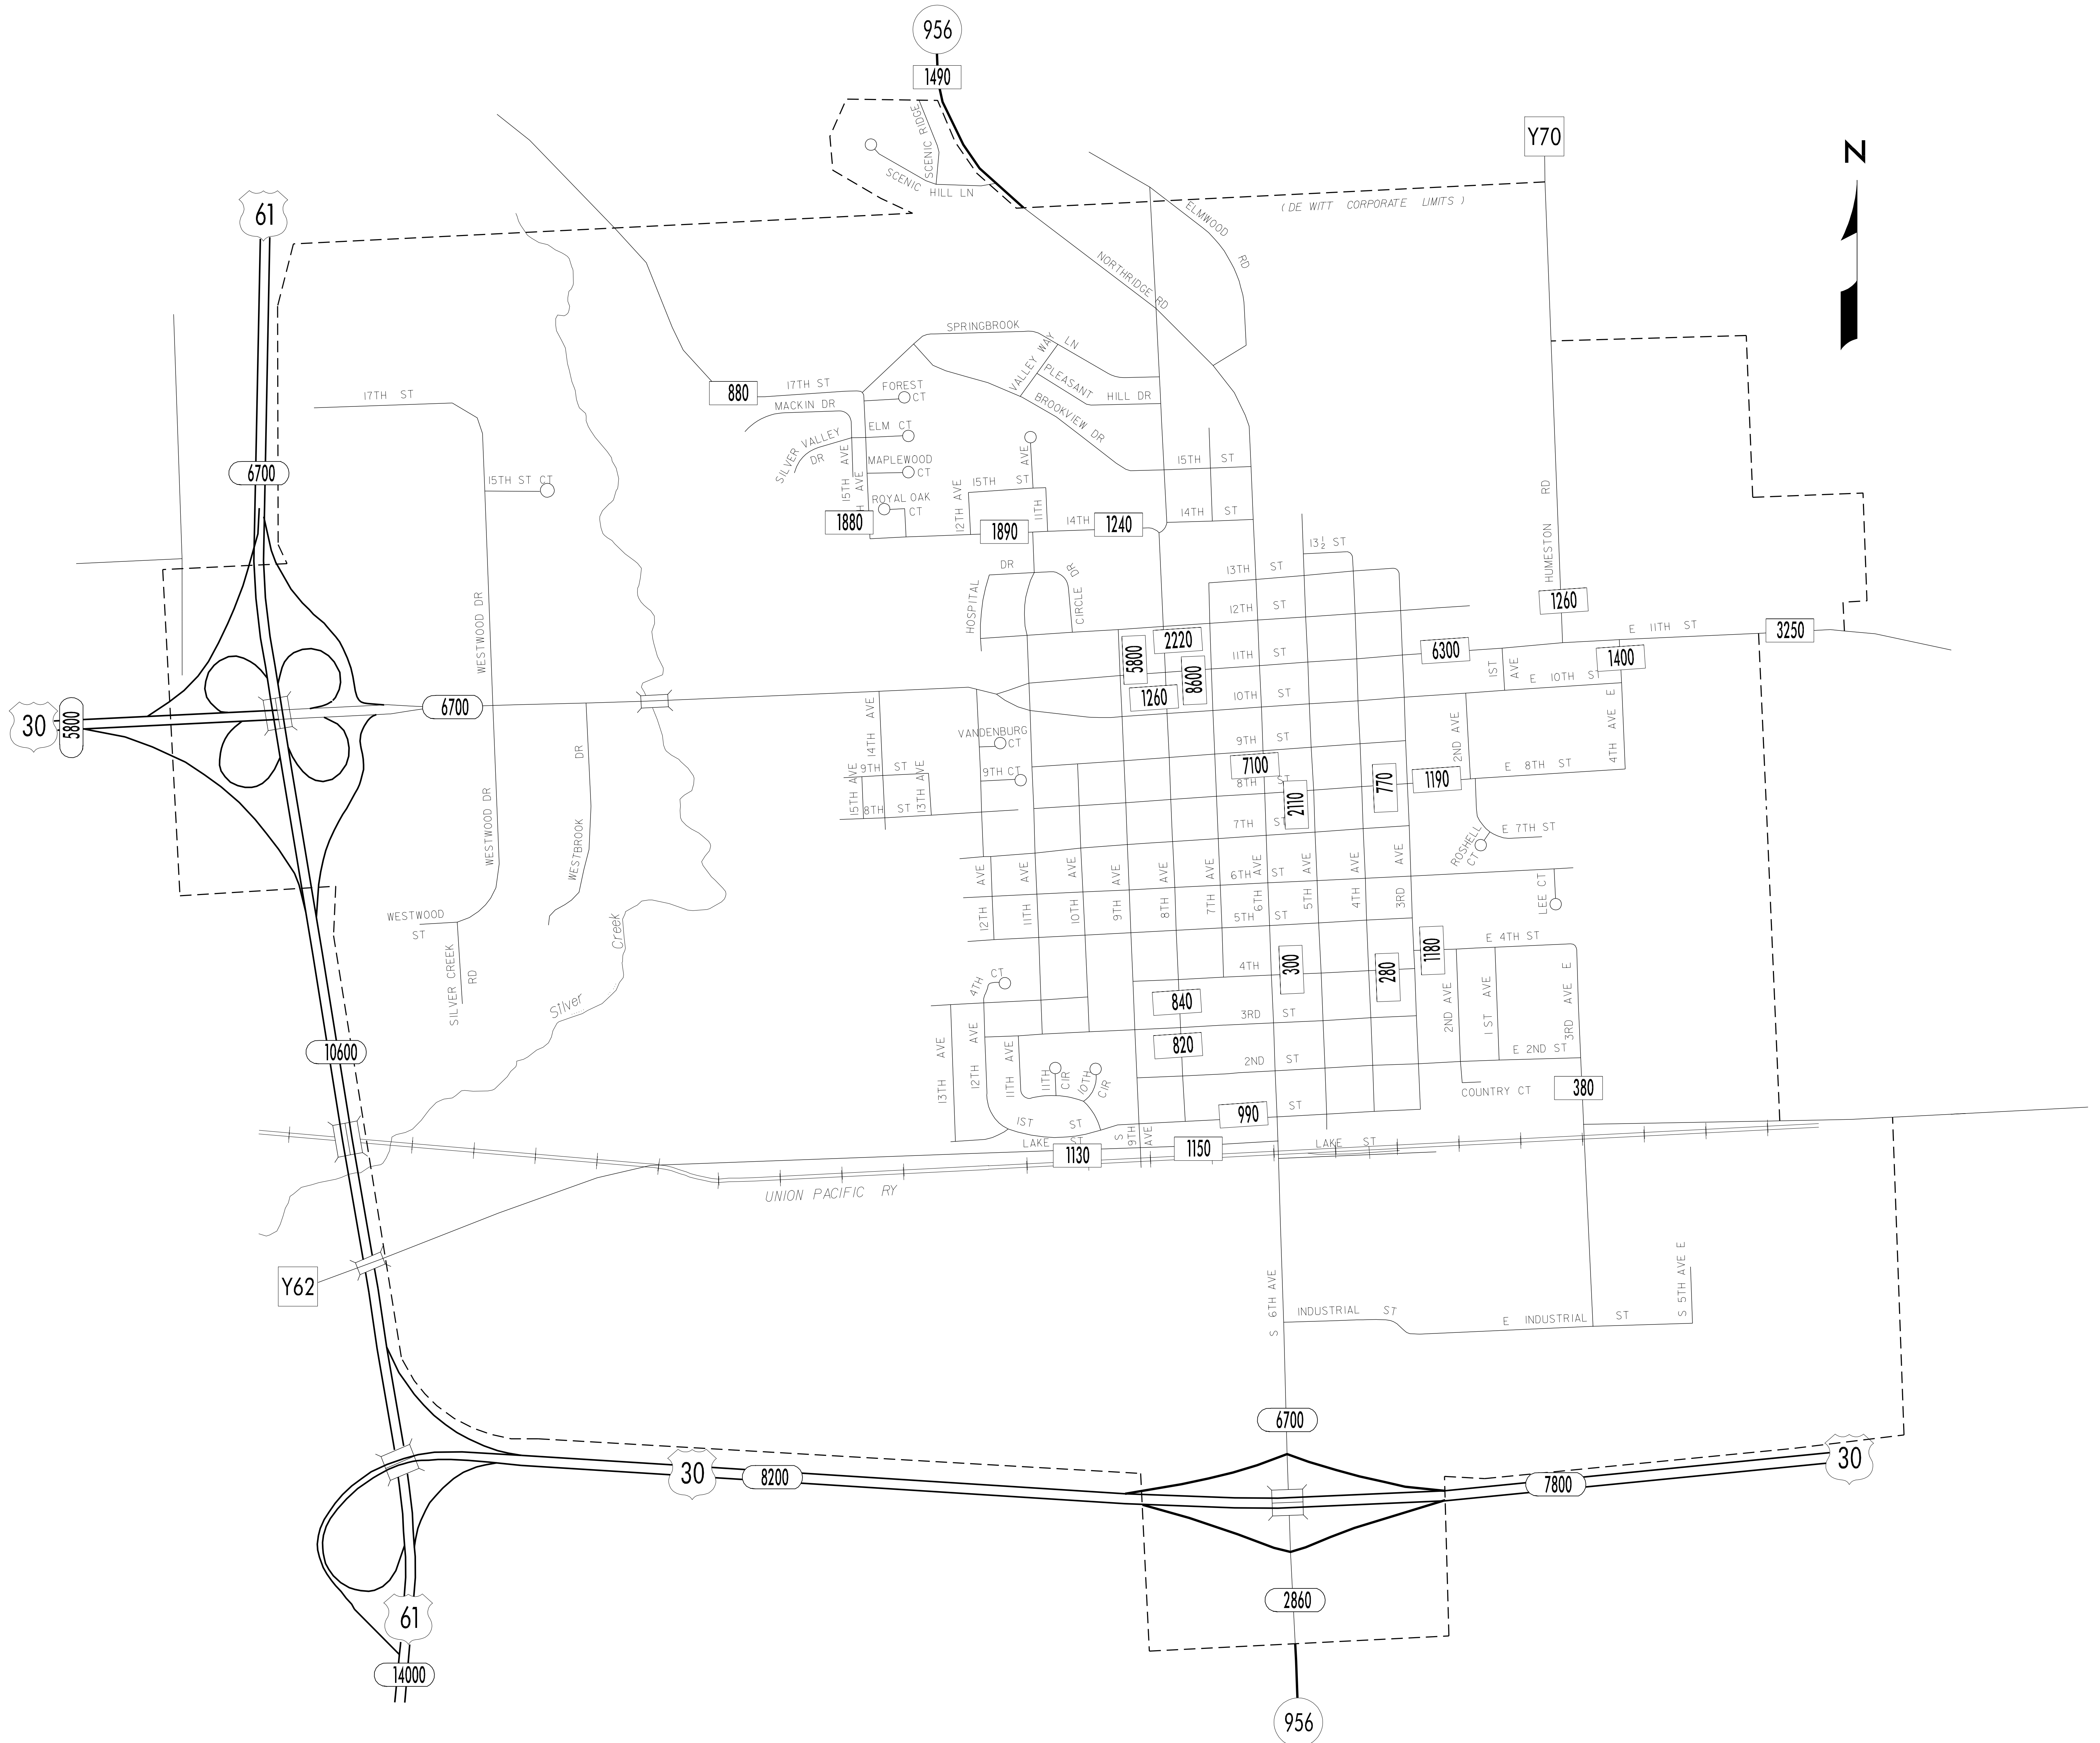 956
1490
Y70
N
SCENIC RIDGE
SCENIC HILL LN
( DE WITT CORPORATE LIMITS )
61
ELMWOOD RD
NORTHRIDGE RD
SPRINGBROOK LN
VALLEY WAY
PLEASANT HILL DR
BROOKVIEW DR
880
17TH ST
FOREST CT
17TH ST
MACKIN DR
ELM CT
SILVER VALLEY DR
15TH AVE
MAPLEWOOD CT
H AVE
ROYAL OAK CT
6700
15TH ST CT
15TH ST
11TH AVE
12TH AVE
15TH ST
11TH
HUMESTON RD
1880
1890
14TH
1240
14TH ST
13½ ST
HOSPITAL DR
CIRCLE DR
13TH ST
12TH ST
1260
WESTWOOD DR
2220
5800
8600
1260
11TH ST
6300
E 11TH ST
3250
1400
1ST AVE
E 10TH ST
10TH ST
4TH AVE E
30
5800
6700
14TH AVE
VANDENBURG CT
9TH ST
2ND AVE
WESTBROOK DR
15TH AVE
9TH ST
13TH AVE
9TH CT
7100
8TH ST
2110
770
1190
E 8TH ST
8TH ST
WESTWOOD DR
7TH ST
ROSHELL CT
E 7TH ST
12TH AVE
11TH AVE
10TH AVE
9TH AVE
8TH AVE
7TH AVE
6TH AVE
5TH AVE
4TH AVE
3RD AVE
6TH ST
LEE CT
WESTWOOD ST
SILVER CREEK RD
Silver Creek
5TH ST
1180
E 4TH ST
4TH
300
280
4TH CT
840
3RD ST
2ND AVE
1ST AVE
3RD AVE E
10600
13TH AVE
12TH AVE
11TH AVE
11TH CIR
10TH CIR
820
2ND ST
E 2ND ST
COUNTRY CT
380
1ST ST
990
ST
LAKE ST
S 9TH AVE
1130
1150
LAKE ST
UNION PACIFIC RY
Y62
S 6TH AVE
INDUSTRIAL ST
E INDUSTRIAL ST
S 5TH AVE E
6700
30
8200
7800
30
61
2860
14000
956